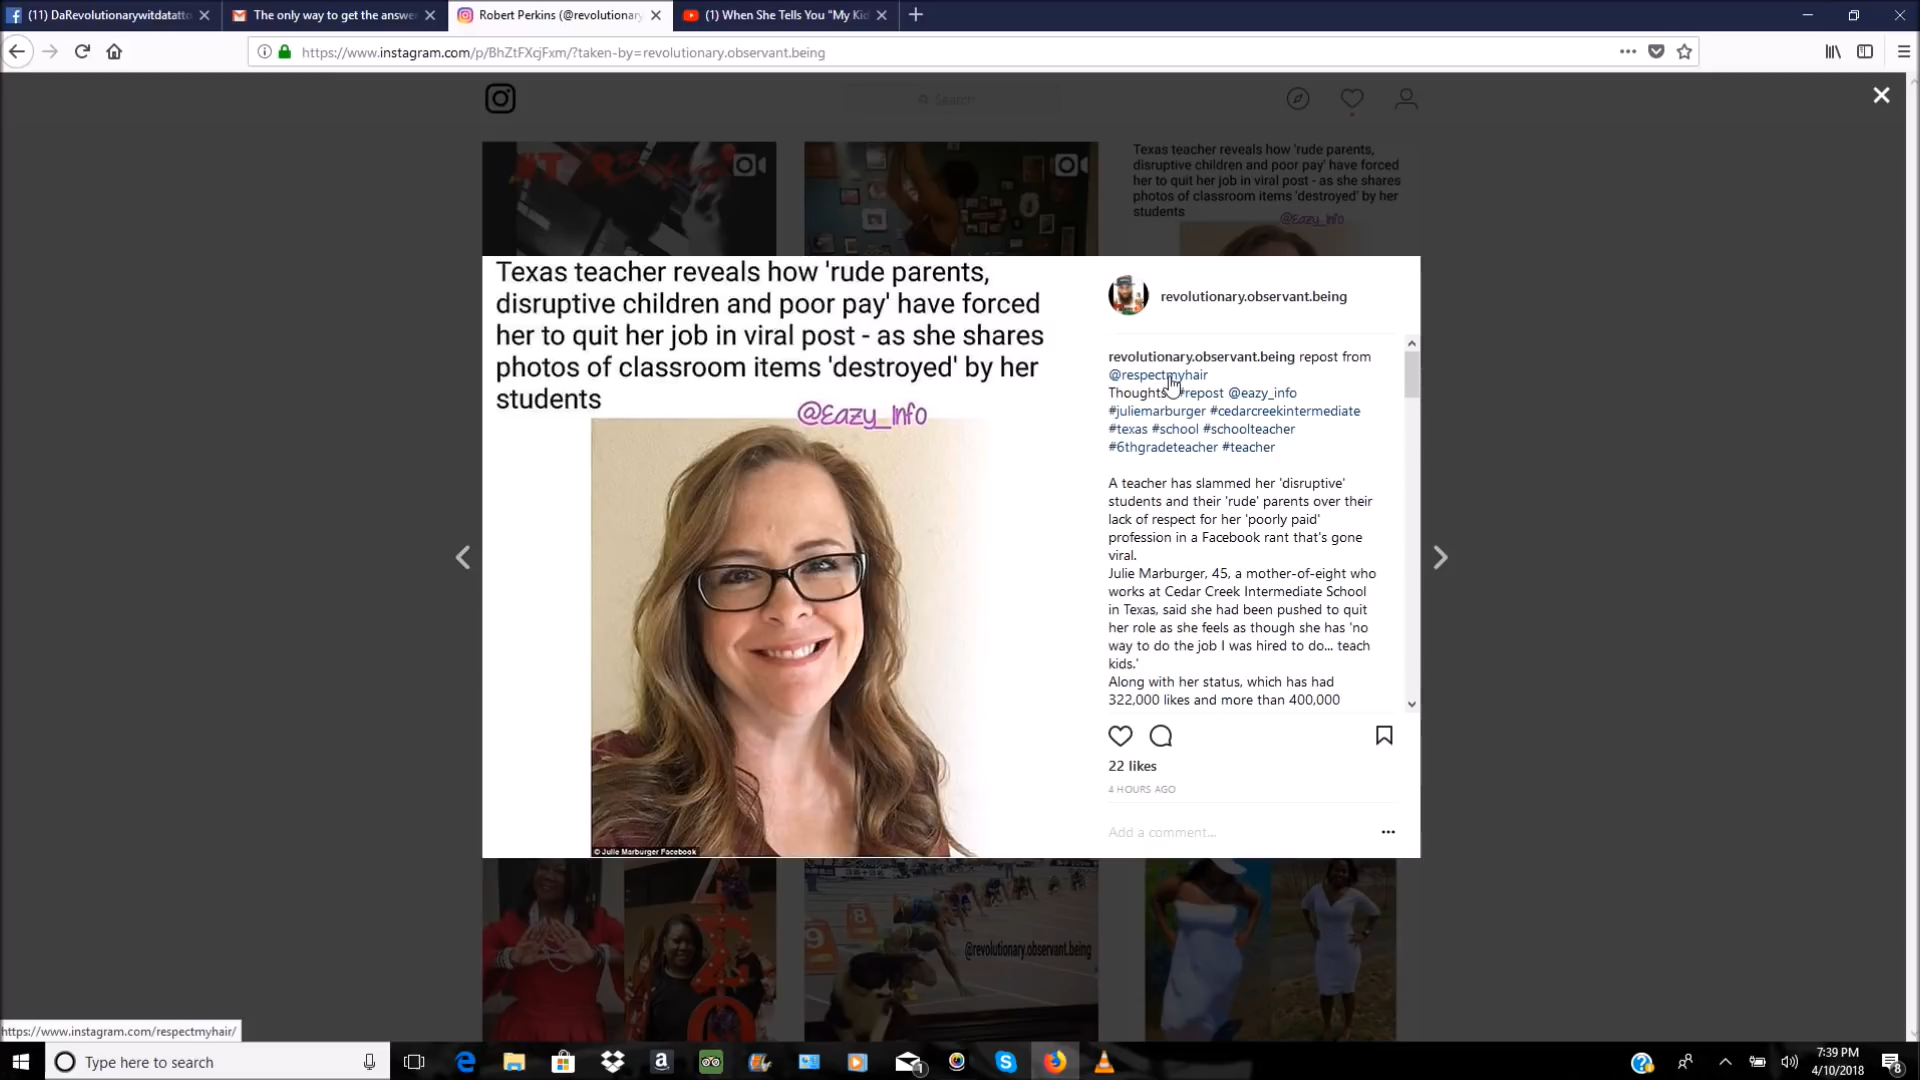 (11) DaRevolutionarywitdatatto
The only way to get the answe
Robert Perkins (@revolutionary
(1) When She Tells You "My Ki
https://www.instagram.com/p/BhZtFXcjFxm/?taken-by=revolutionary.observant.being
Search
Texas teacher reveals how 'rude parents,
disruptive children and poor pay' have forced
her to quit her job in viral post - as she shares
photos of classroom items 'destroyed' by her
students
@Eazy_Info
Texas teacher reveals how 'rude parents,
disruptive children and poor pay' have forced
her to quit her job in viral post - as she shares
photos of classroom items 'destroyed' by her
students
@Eazy_Info
© Julie Marburger Facebook
revolutionary.observant.being
revolutionary.observant.being repost from
@respectmyhair
Thoughts #repost @eazy_info
#juliemarburger #cedarcreekintermediate
#texas #school #schoolteacher
#6thgradeteacher #teacher
A teacher has slammed her 'disruptive'
students and their 'rude' parents over their
lack of respect for her 'poorly paid'
profession in a Facebook rant that's gone
viral.
Julie Marburger, 45, a mother-of-eight who
works at Cedar Creek Intermediate School
in Texas, said she had been pushed to quit
her role as she feels as though she has 'no
way to do the job I was hired to do... teach
kids.'
Along with her status, which has had
322,000 likes and more than 400,000
22 likes
4 HOURS AGO
Add a comment...
9
8
@revolutionary.observant.being
https://www.instagram.com/respectmyhair/
Type here to search
1
7:39 PM
4/10/2018
8